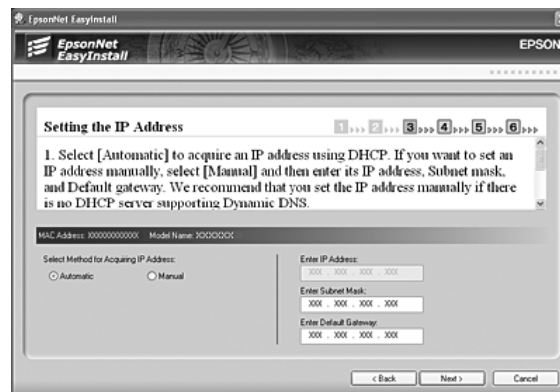 EpsonNet EasyInstall
EpsonNet
EasyInstall
EPSON
Setting the IP Address
1 2 3 4 5 6
1. Select [Automatic] to acquire an IP address using DHCP. If you want to set an
IP address manually, select [Manual] and then enter its IP address, Subnet mask,
and Default gateway. We recommend that you set the IP address manually if there
is no DHCP server supporting Dynamic DNS.
MAC Address: XXXXXXXXXXXX Model Name: XXXXXXX
Select Method for Acquiring IP Address:
Automatic Manual
Enter IP Address:
XXX . XXX . XXX . XXX
Enter Subnet Mask:
XXX . XXX . XXX . XXX
Enter Default Gateway:
XXX . XXX . XXX . XXX
< Back Next > Cancel